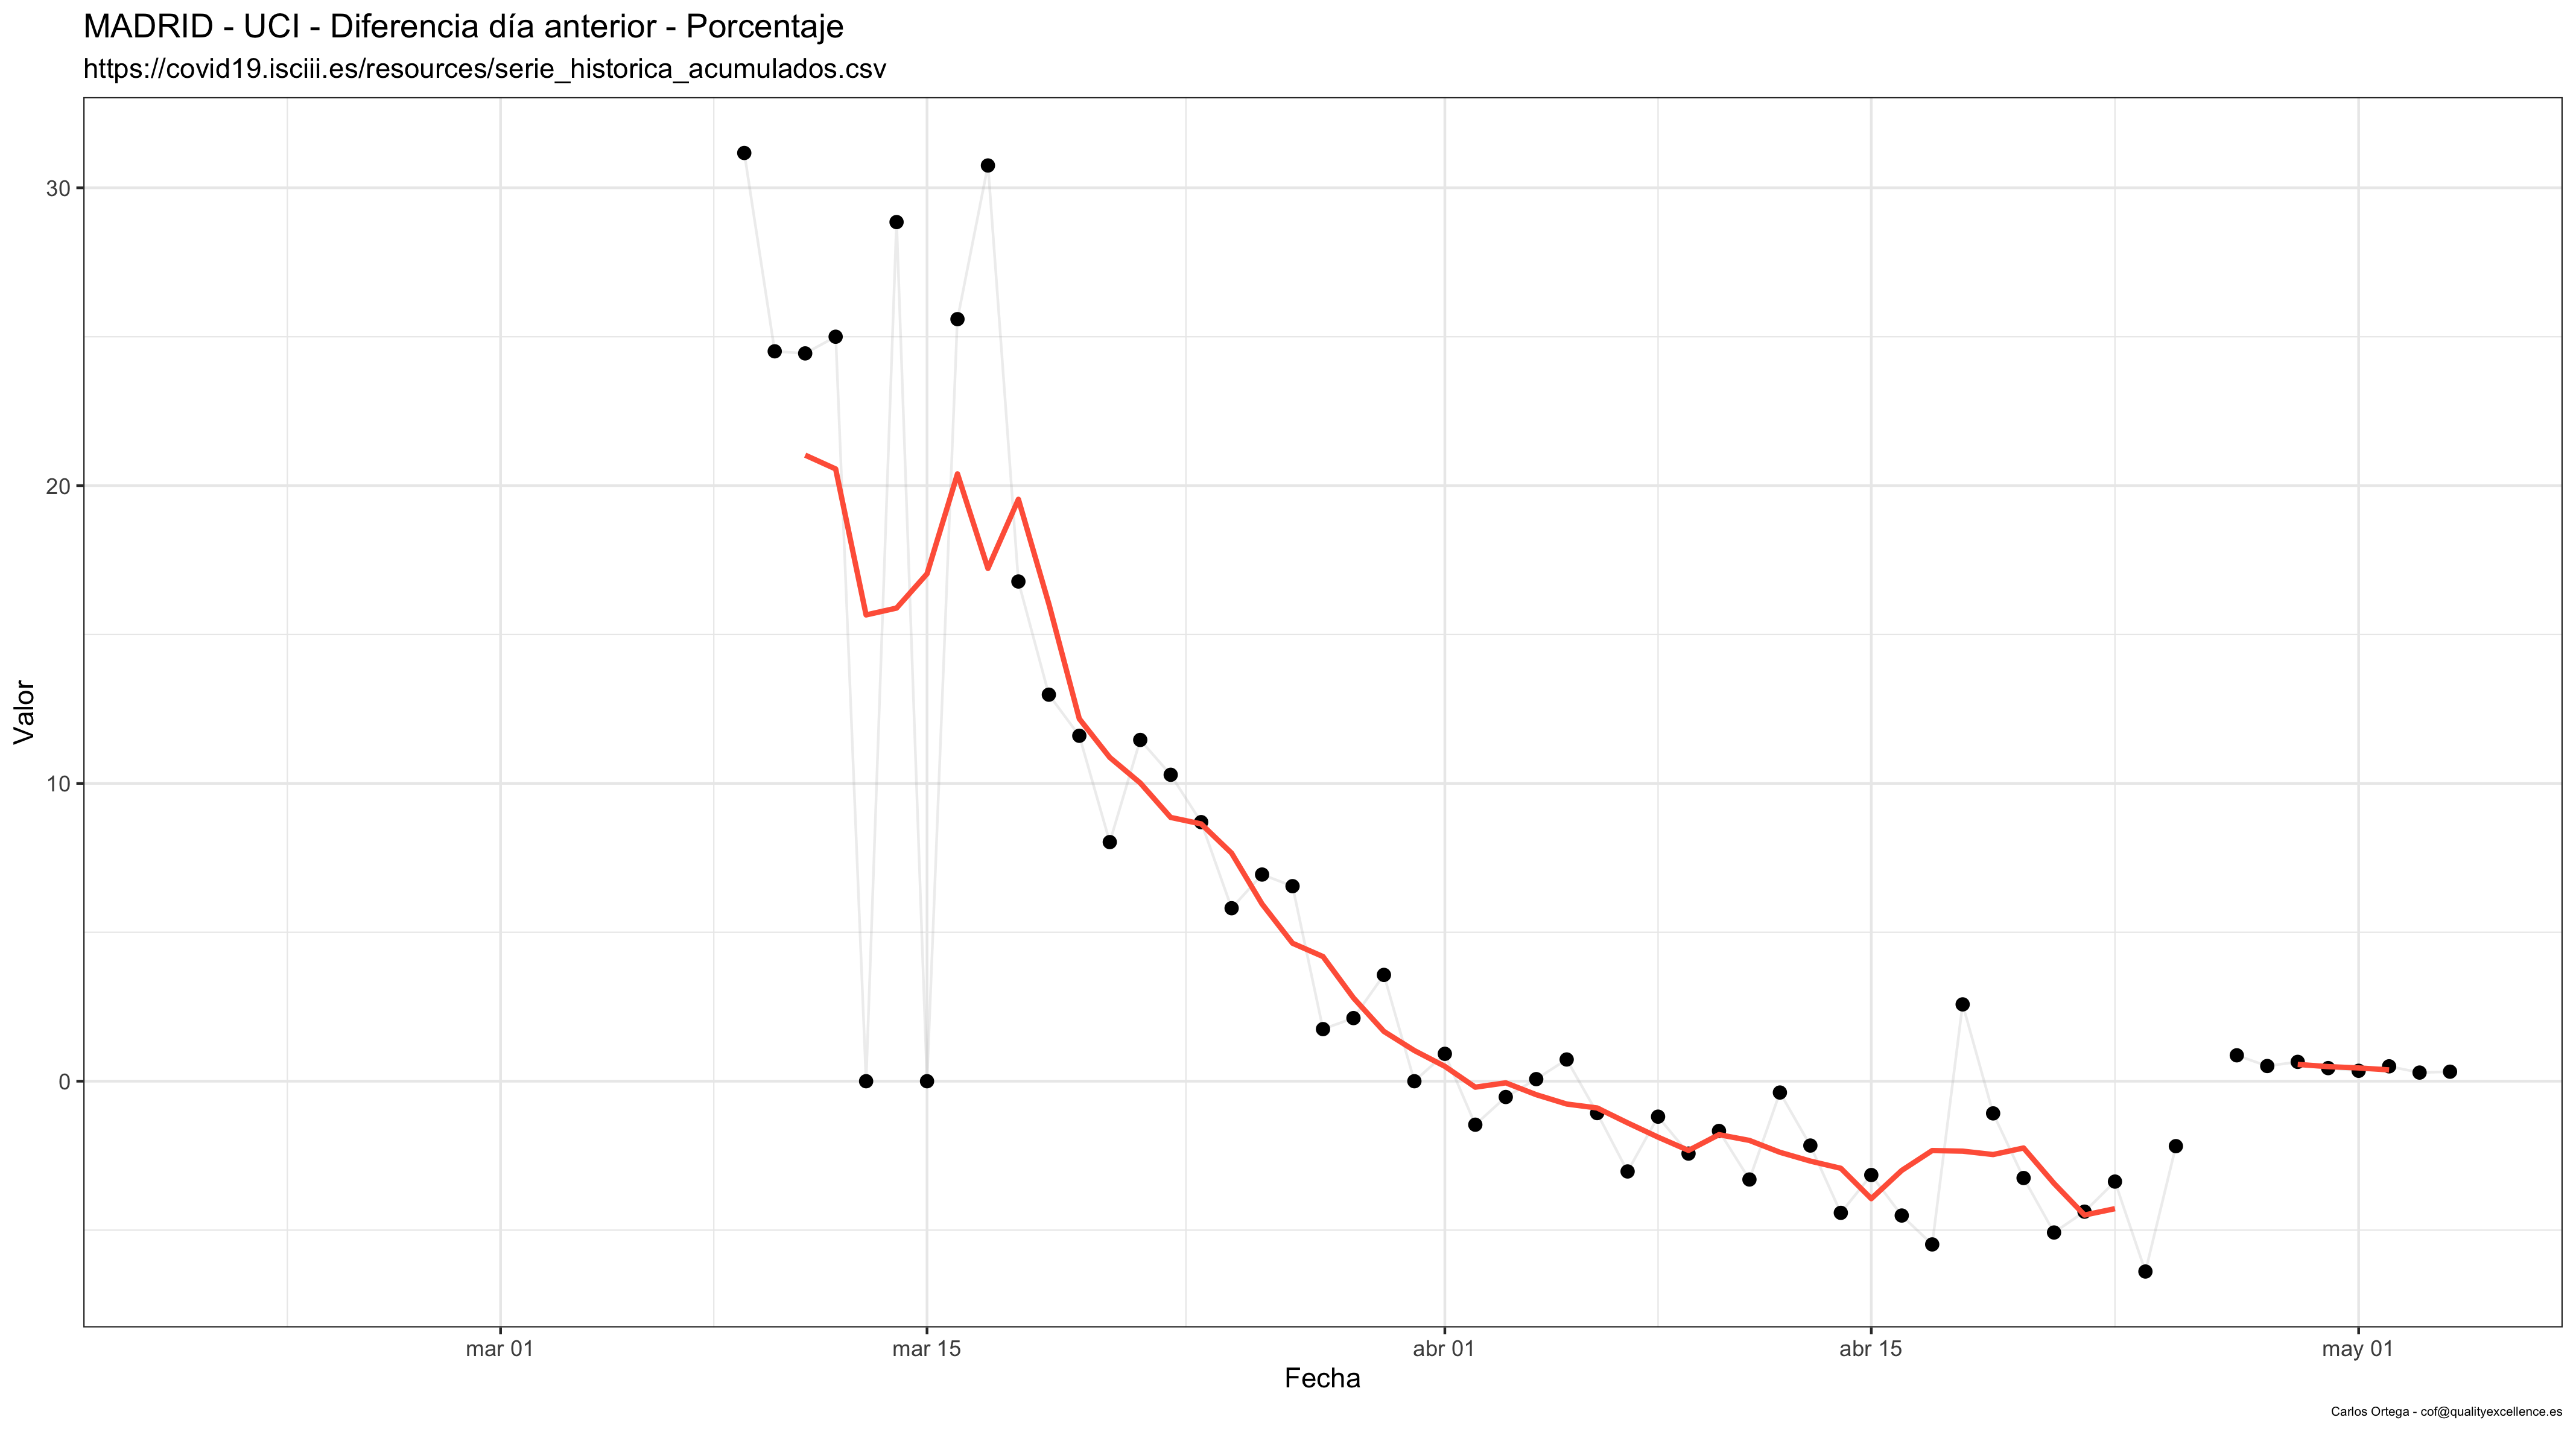 MADRID - UCI - Diferencia día anterior - Porcentaje
https://covid19.isciii.es/resources/serie_historica_acumulados.csv
30
20
10
0
Valor
mar 01
mar 15
abr 01
abr 15
may 01
Fecha
Carlos Ortega - cof@qualityexcellence.es